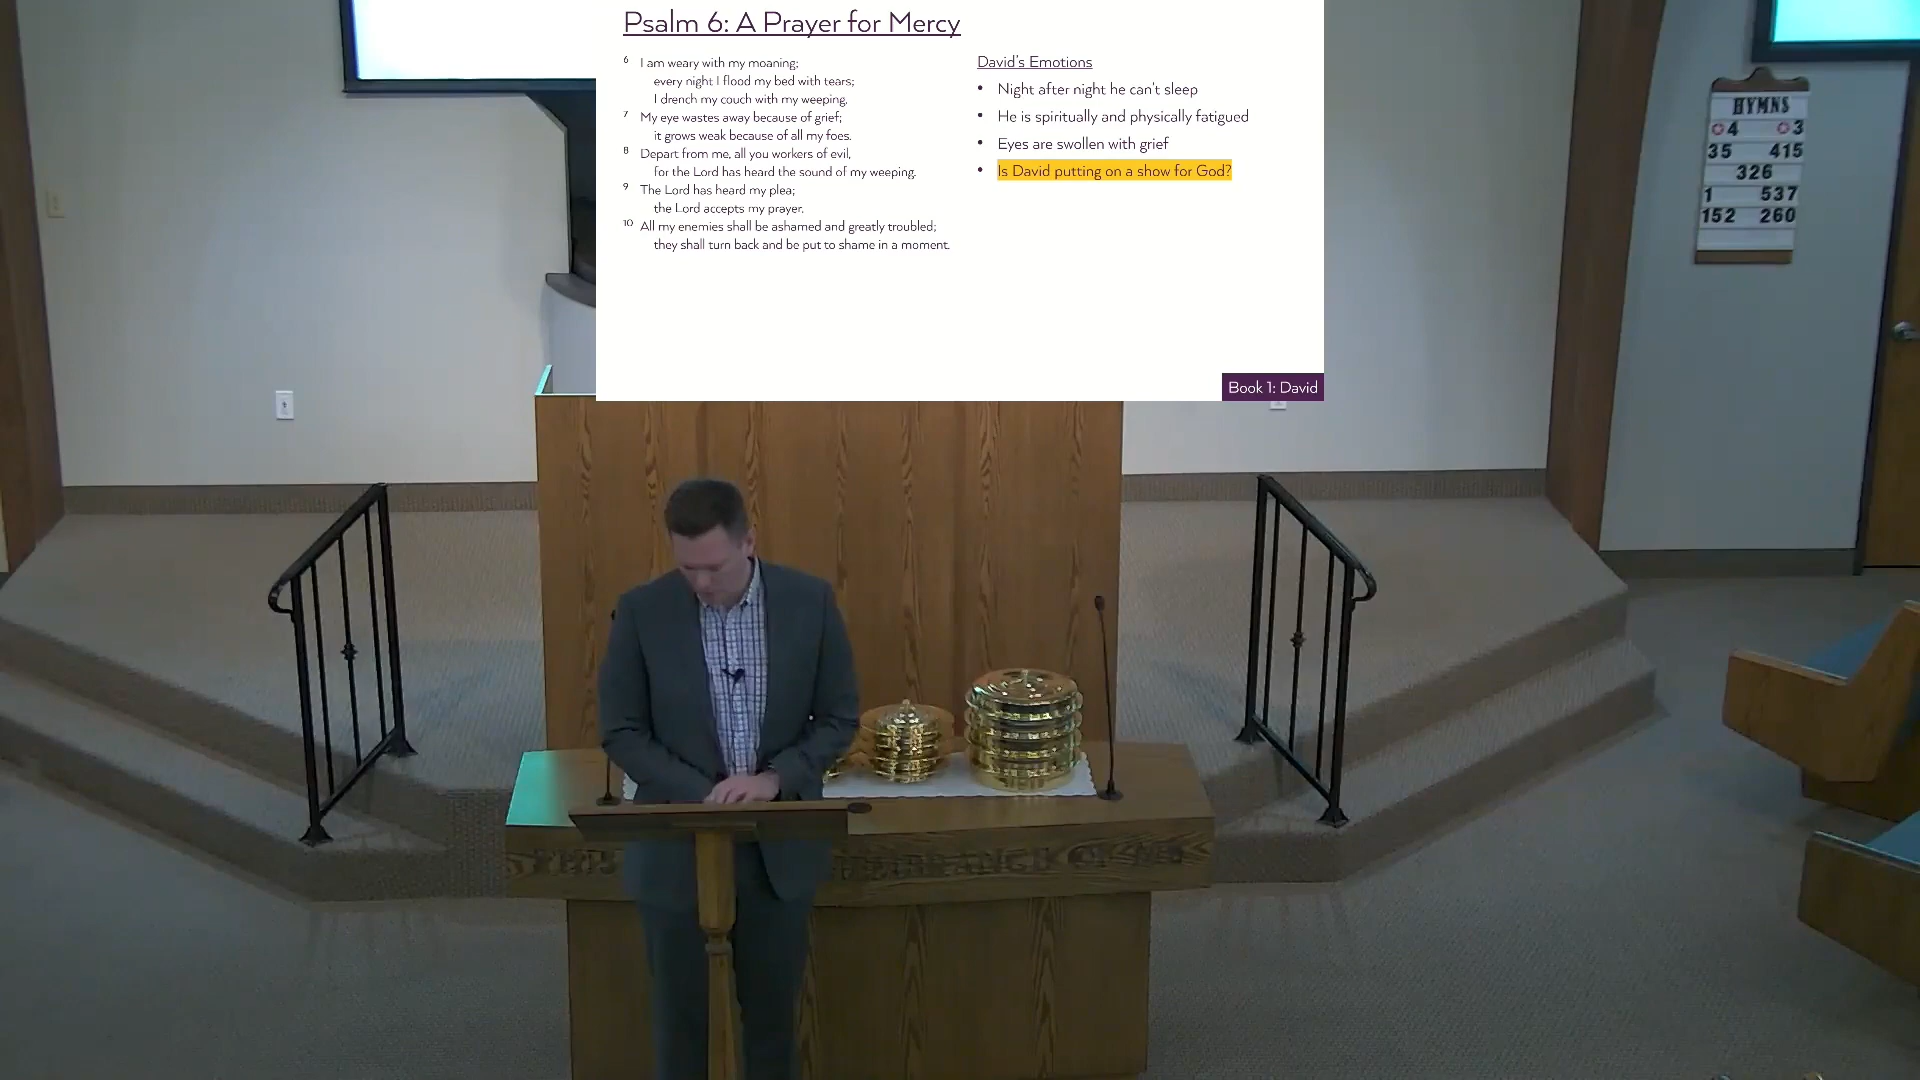 Psalm 6: A Prayer for Mercy
6 I am weary with my moaning;
every night I flood my bed with tears;
I drench my couch with my weeping.
7 My eye wastes away because of grief;
it grows weak because of all my foes.
8 Depart from me, all you workers of evil,
for the Lord has heard the sound of my weeping.
9 The Lord has heard my plea;
the Lord accepts my prayer.
10 All my enemies shall be ashamed and greatly troubled;
they shall turn back and be put to shame in a moment.
David's Emotions
• Night after night he can't sleep
• He is spiritually and physically fatigued
• Eyes are swollen with grief
• Is David putting on a show for God?
Book 1: David
HYMNS
4 3
35 415
326
1 537
152 260
THIS REMEMBRANCE OF ME